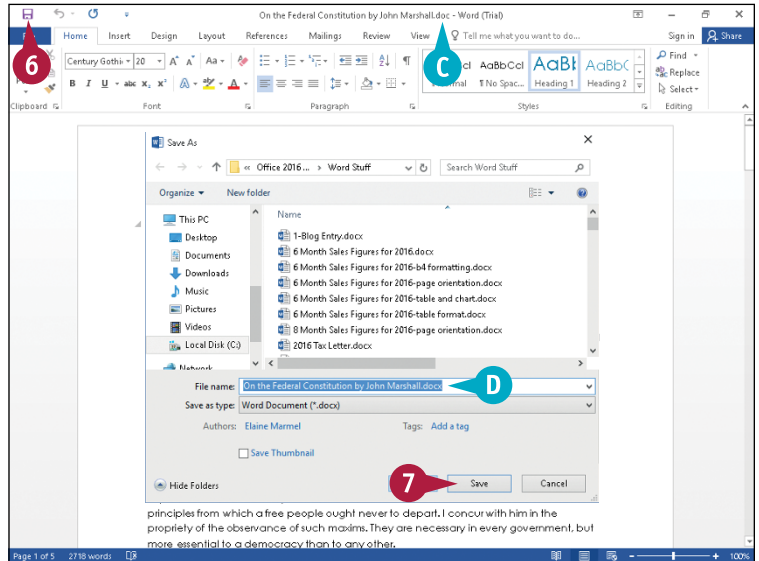 On the Federal Constitution by John Marshall.doc - Word (Trial)
Home Insert Design Layout References Mailings Review View Tell me what you want to do... Sign in Share
6
C
Century Gothi 20 A A Aa
AaBbCcl AaBbCcl AaBb AaBbC
Find
Replace
B I U abc x₂ x² A A
¶ No Spac... Heading 1 Heading 2
Select
Clipboard Font Paragraph Styles Editing
Save As
« Office 2016 ... > Word Stuff Search Word Stuff
Organize New folder
This PC
Desktop
Documents
Downloads
Music
Pictures
Videos
Local Disk (C:)
Network
Name
1-Blog Entry.docx
6 Month Sales Figures for 2016.docx
6 Month Sales Figures for 2016-b4 formatting.docx
6 Month Sales Figures for 2016-page orientation.docx
6 Month Sales Figures for 2016-table and chart.docx
6 Month Sales Figures for 2016-table format.docx
8 Month Sales Figures for 2016-page orientation.docx
2016 Tax Letter.docx
File name: On the Federal Constitution by John Marshall.docx
D
Save as type: Word Document (*.docx)
Authors: Elaine Marmel Tags: Add a tag
Save Thumbnail
Hide Folders 7 Save Cancel
principles from which a free people ought never to depart. I concur with him in the
propriety of the observance of such maxims. They are necessary in every government, but
more essential to a democracy than to any other.
Page 1 of 5 2718 words 100%